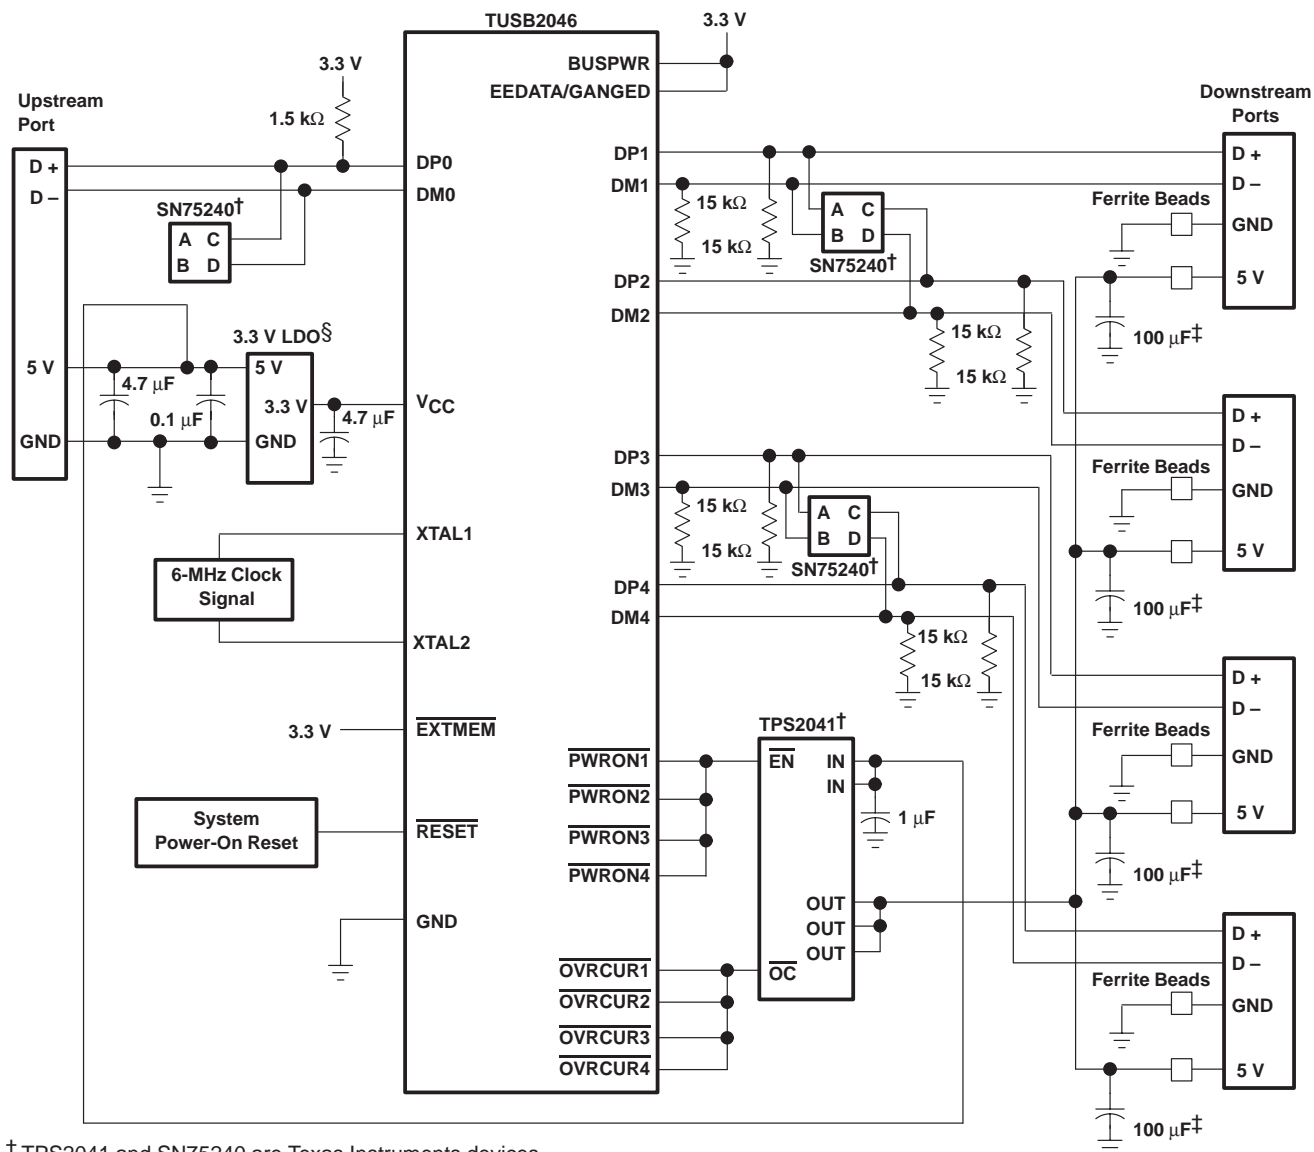 TUSB2046
3.3 V
BUSPWR
EEDATA/GANGED
3.3 V
1.5 kΩ
Upstream
Port
D +
D –
DP0
DM0
SN75240†
A C
B D
3.3 V LDO§
5 V
4.7 µF
0.1 µF
5 V
3.3 V
GND
GND
4.7 µF
VCC
XTAL1
6-MHz Clock
Signal
XTAL2
3.3 V
EXTMEM
System
Power-On Reset
RESET
GND
DP1
DM1
15 kΩ
15 kΩ
A C
B D
SN75240†
DP2
DM2
15 kΩ
15 kΩ
DP3
DM3
15 kΩ
15 kΩ
A C
B D
SN75240†
DP4
DM4
15 kΩ
15 kΩ
PWRON1
PWRON2
PWRON3
PWRON4
OVRCUR1
OVRCUR2
OVRCUR3
OVRCUR4
TPS2041†
EN
IN
IN
1 µF
OUT
OUT
OUT
OC
Downstream
Ports
D +
D –
Ferrite Beads
GND
5 V
100 µF‡
D +
D –
Ferrite Beads
GND
5 V
100 µF‡
D +
D –
Ferrite Beads
GND
5 V
100 µF‡
D +
D –
Ferrite Beads
GND
5 V
100 µF‡
† TPS2041 and SN75240 are Texas Instruments devices